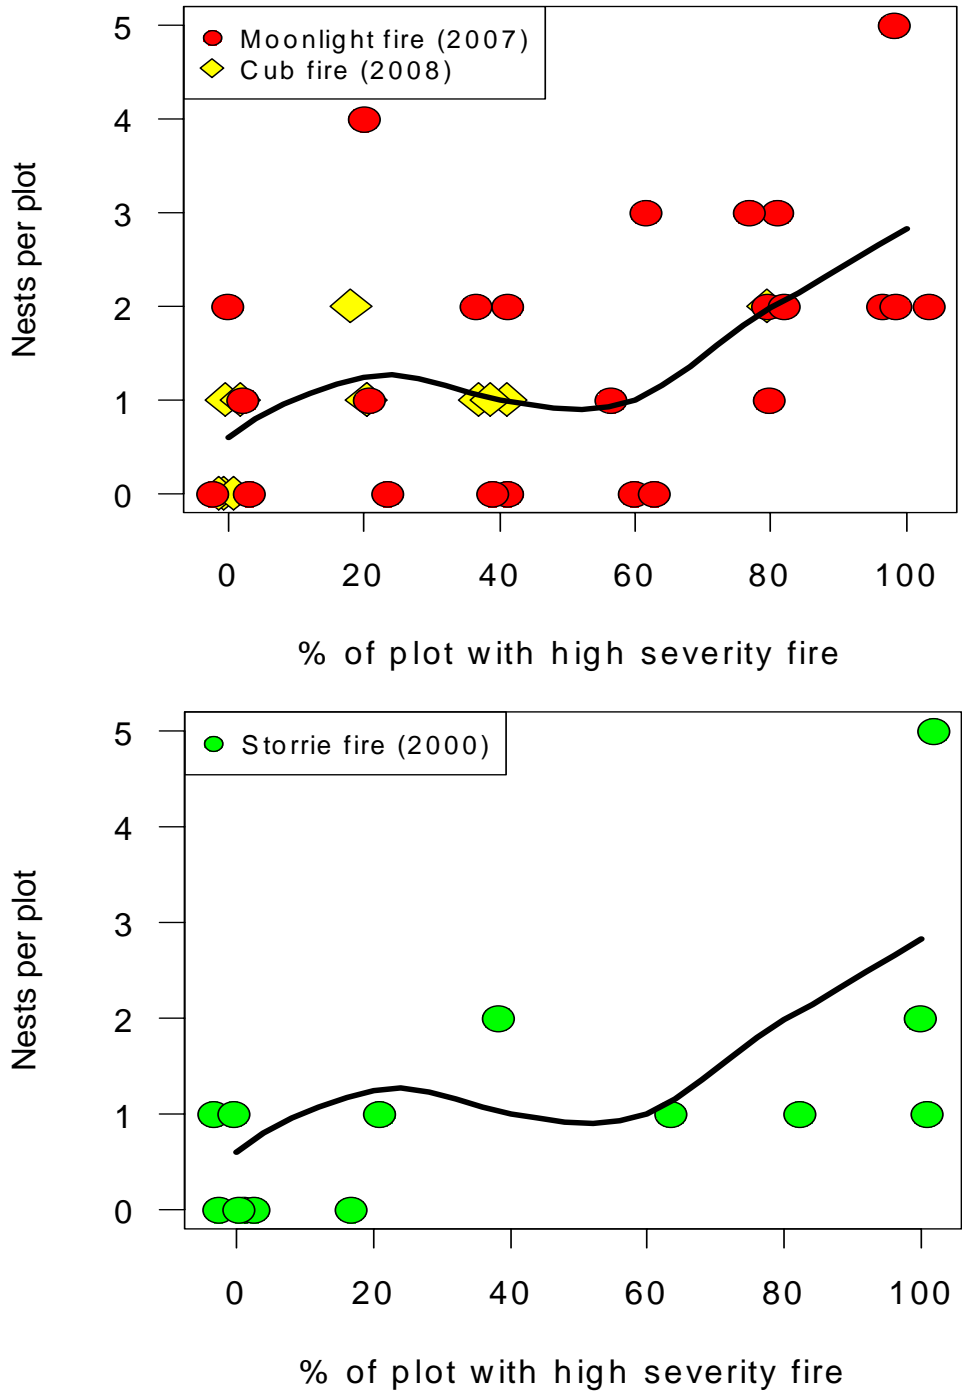 Moonlight fire (2007)
Cub fire (2008)
Nests per plot
5
4
3
2
1
0
0 20 40 60 80 100
% of plot with high severity fire
Storrie fire (2000)
Nests per plot
5
4
3
2
1
0
0 20 40 60 80 100
% of plot with high severity fire